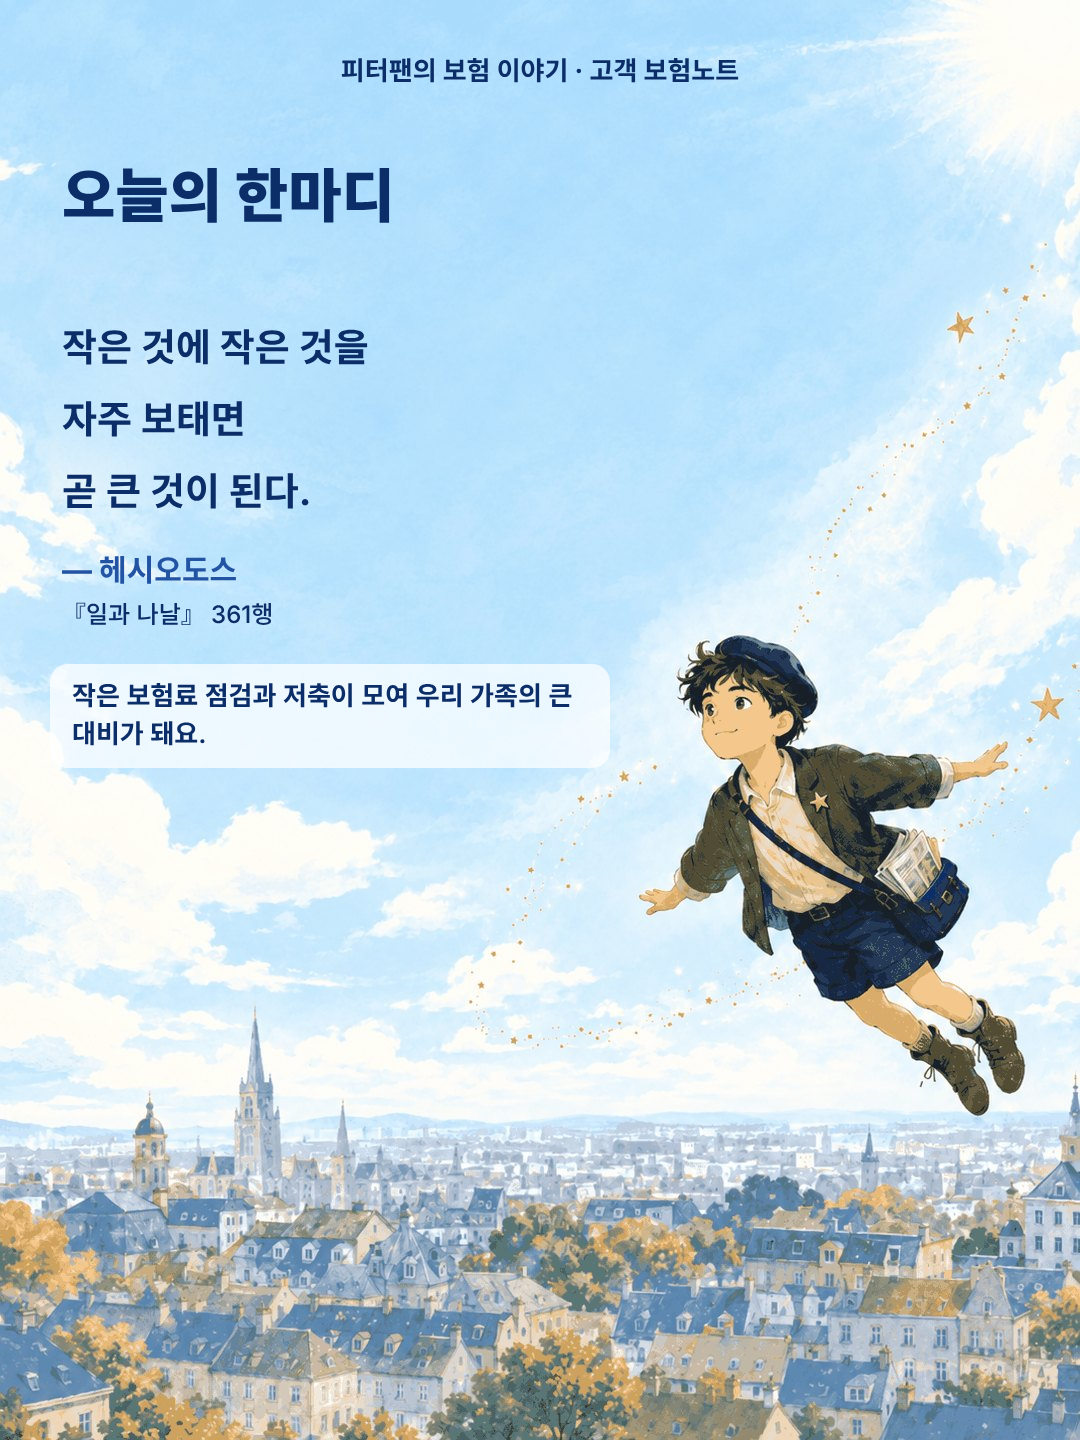 피터팬의 보험 이야기 · 고객 보험노트
오늘의 한마디
작은 것에 작은 것을
자주 보태면
곧 큰 것이 된다.
— 헤시오도스
『일과 나날』 361행
작은 보험료 점검과 저축이 모여 우리 가족의 큰
대비가 돼요.